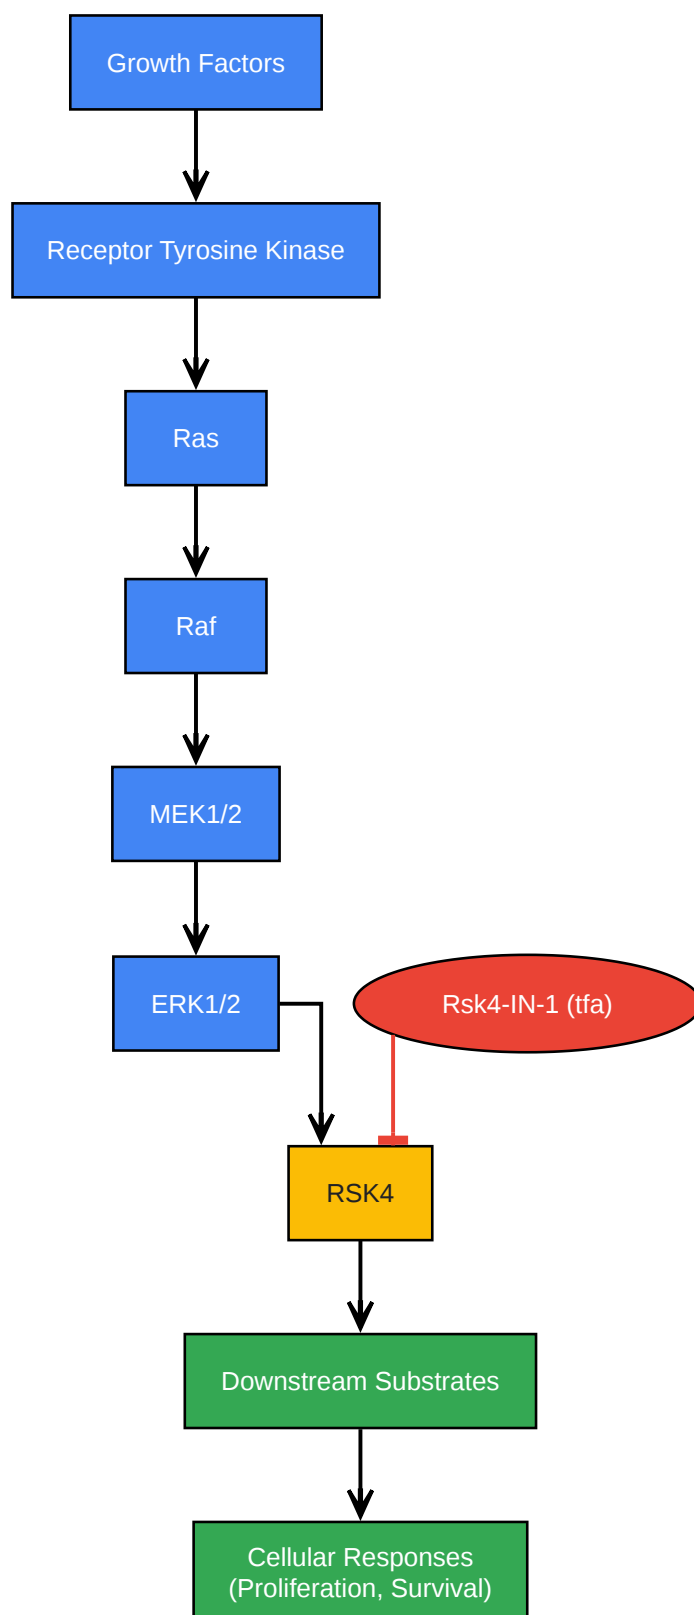 Growth Factors
Receptor Tyrosine Kinase
Ras
Raf
MEK1/2
ERK1/2
Rsk4-IN-1 (tfa)
RSK4
Downstream Substrates
Cellular Responses
(Proliferation, Survival)